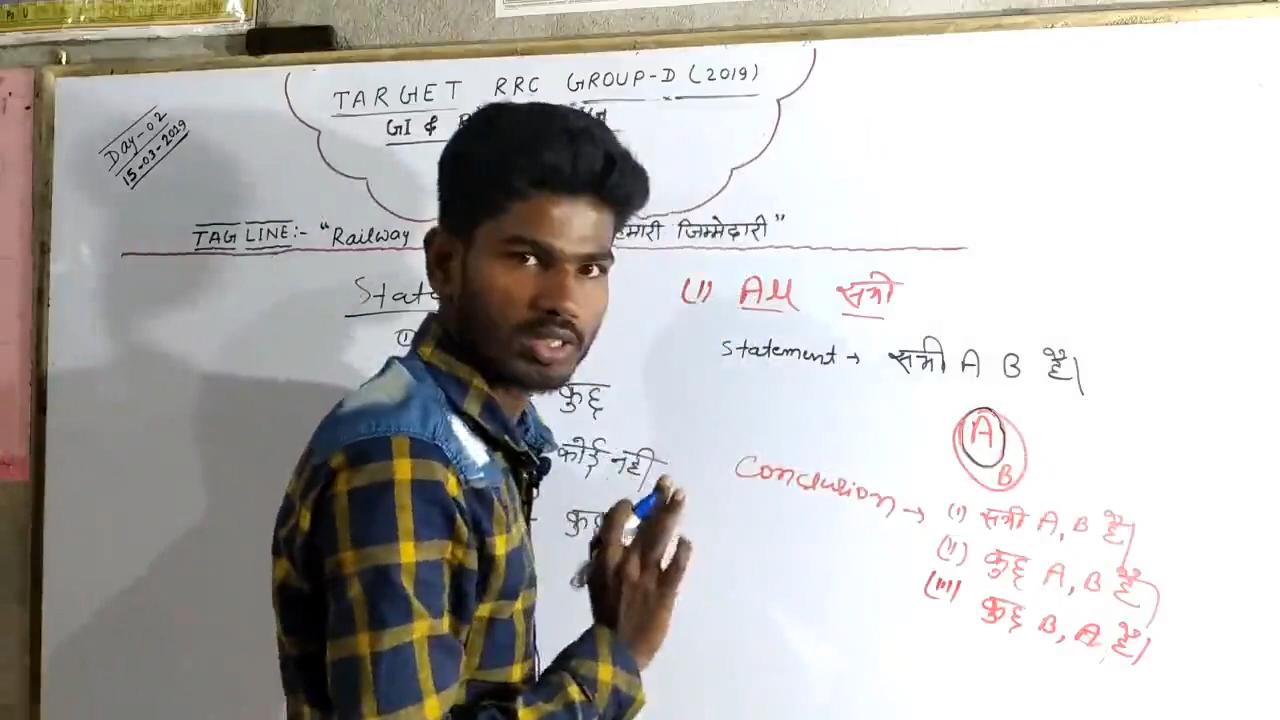 TARGET RRC GROUP-D (2019)
GI &
Day-02
15-03-2019
TAG LINE:- "Railway हमारी जिम्मेदारी"
(1) All सभी
Statement → सभी A B है।
कुछ
A
B
कोई नहीं
Conclusion → (i) सभी A, B है।
(ii) कुछ A, B है।
(iii) कुछ B, A है।